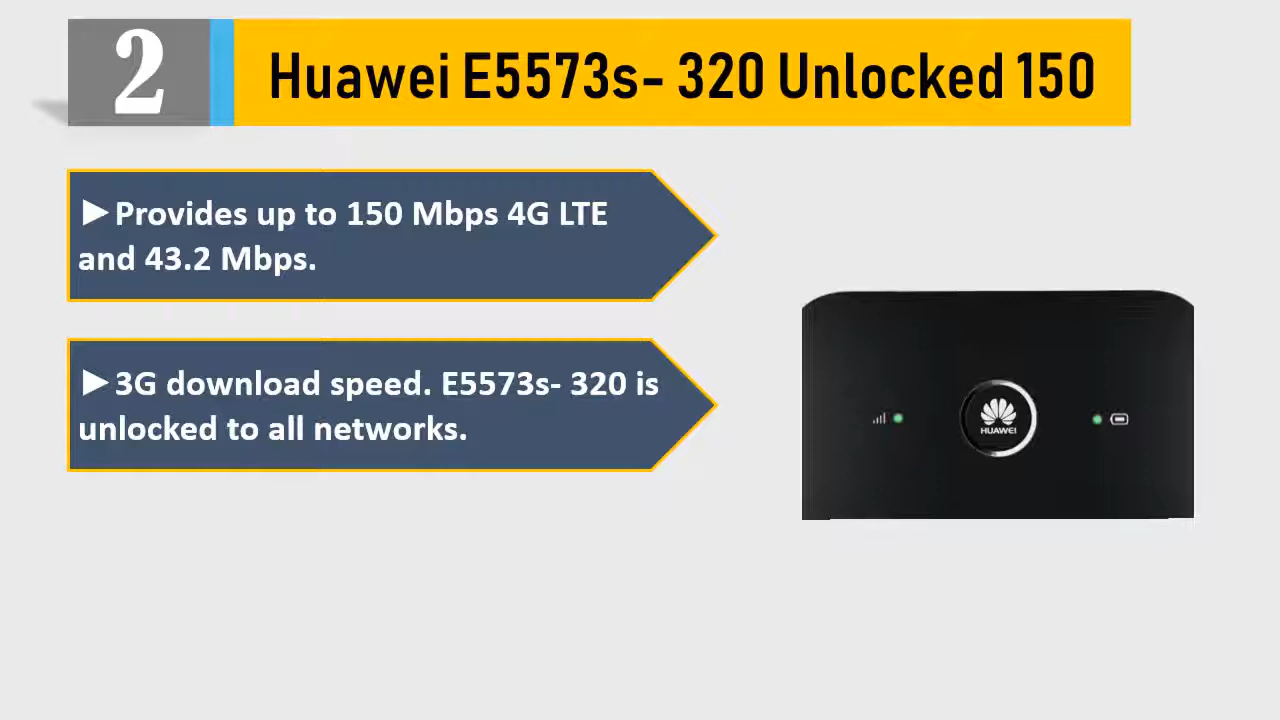 2
Huawei E5573s- 320 Unlocked 150
►Provides up to 150 Mbps 4G LTE
and 43.2 Mbps.
►3G download speed. E5573s- 320 is
unlocked to all networks.
HUAWEI